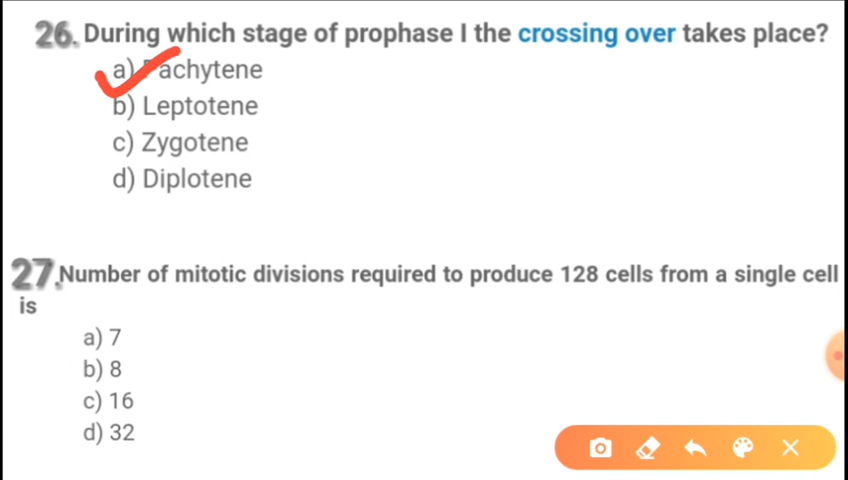 26. During which stage of prophase I the crossing over takes place?
a) Pachytene
b) Leptotene
c) Zygotene
d) Diplotene
27. Number of mitotic divisions required to produce 128 cells from a single cell
is
a) 7
b) 8
c) 16
d) 32